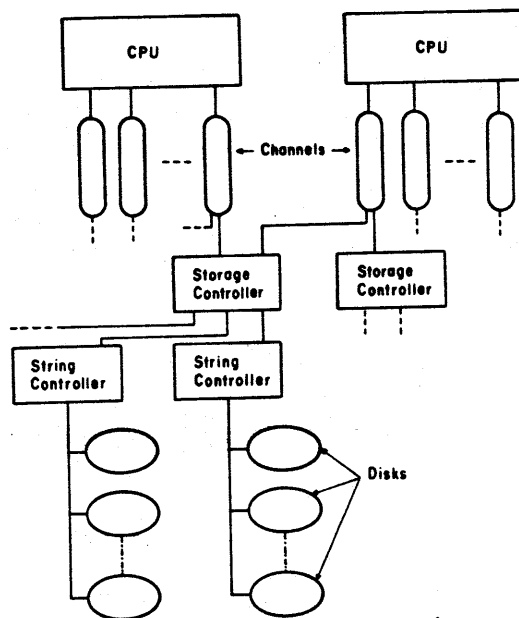 CPU
CPU
Channels
Storage
Controller
Storage
Controller
String
Controller
String
Controller
Disks